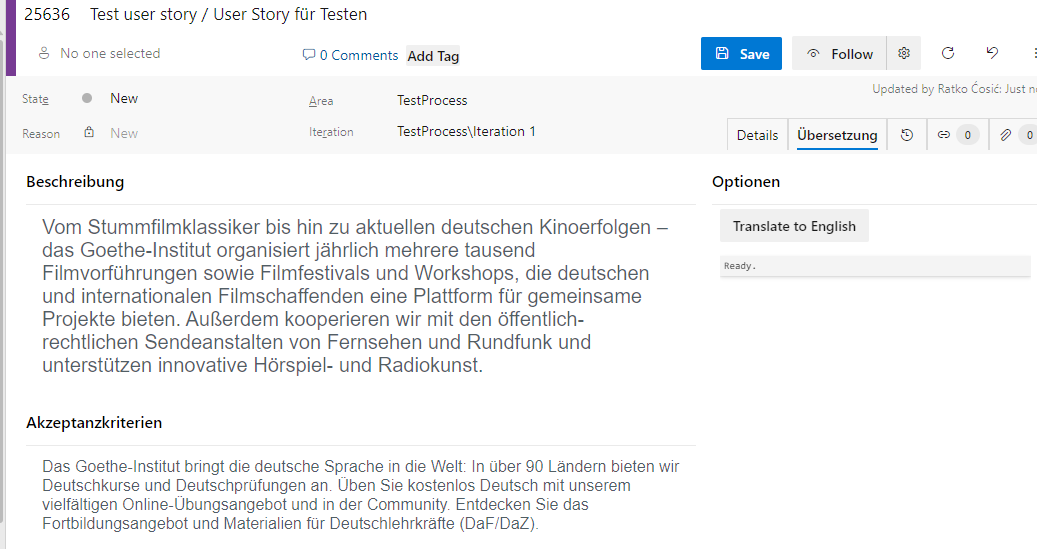 25636 Test user story / User Story für Testen
No one selected
0 Comments Add Tag
Save
Follow
State New
Area TestProcess
Updated by Ratko Ćosić: Just
Reason New
Iteration TestProcess\Iteration 1
Details Übersetzung 0 0
Beschreibung
Vom Stummfilmklassiker bis hin zu aktuellen deutschen Kinoerfolgen –
das Goethe-Institut organisiert jährlich mehrere tausend
Filmvorführungen sowie Filmfestivals und Workshops, die deutschen
und internationalen Filmschaffenden eine Plattform für gemeinsame
Projekte bieten. Außerdem kooperieren wir mit den öffentlich-
rechtlichen Sendeanstalten von Fernsehen und Rundfunk und
unterstützen innovative Hörspiel- und Radiokunst.
Optionen
Translate to English
Ready.
Akzeptanzkriterien
Das Goethe-Institut bringt die deutsche Sprache in die Welt: In über 90 Ländern bieten wir
Deutschkurse und Deutschprüfungen an. Üben Sie kostenlos Deutsch mit unserem
vielfältigen Online-Übungsangebot und in der Community. Entdecken Sie das
Fortbildungsangebot und Materialien für Deutschlehrkräfte (DaF/DaZ).